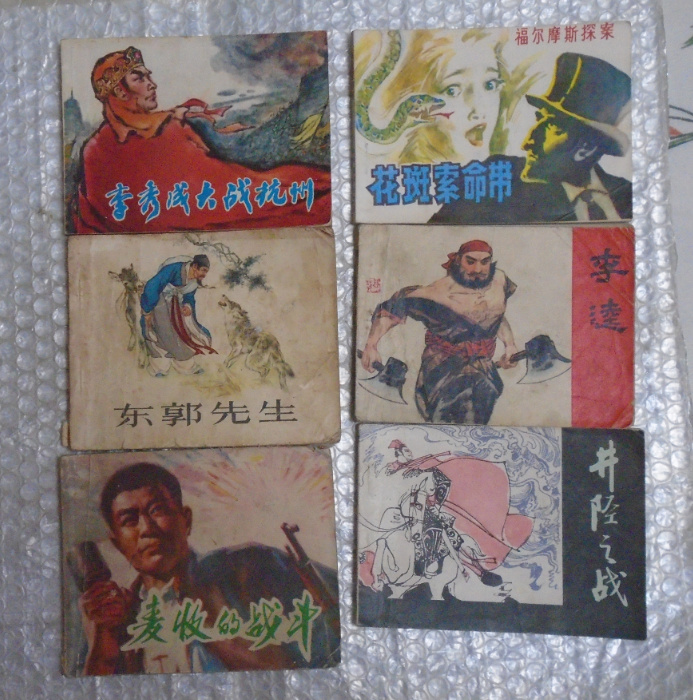 李秀成大战杭州
福尔摩斯探案
花斑索命带
东郭先生
李逵
麦收的战斗
井陉之战